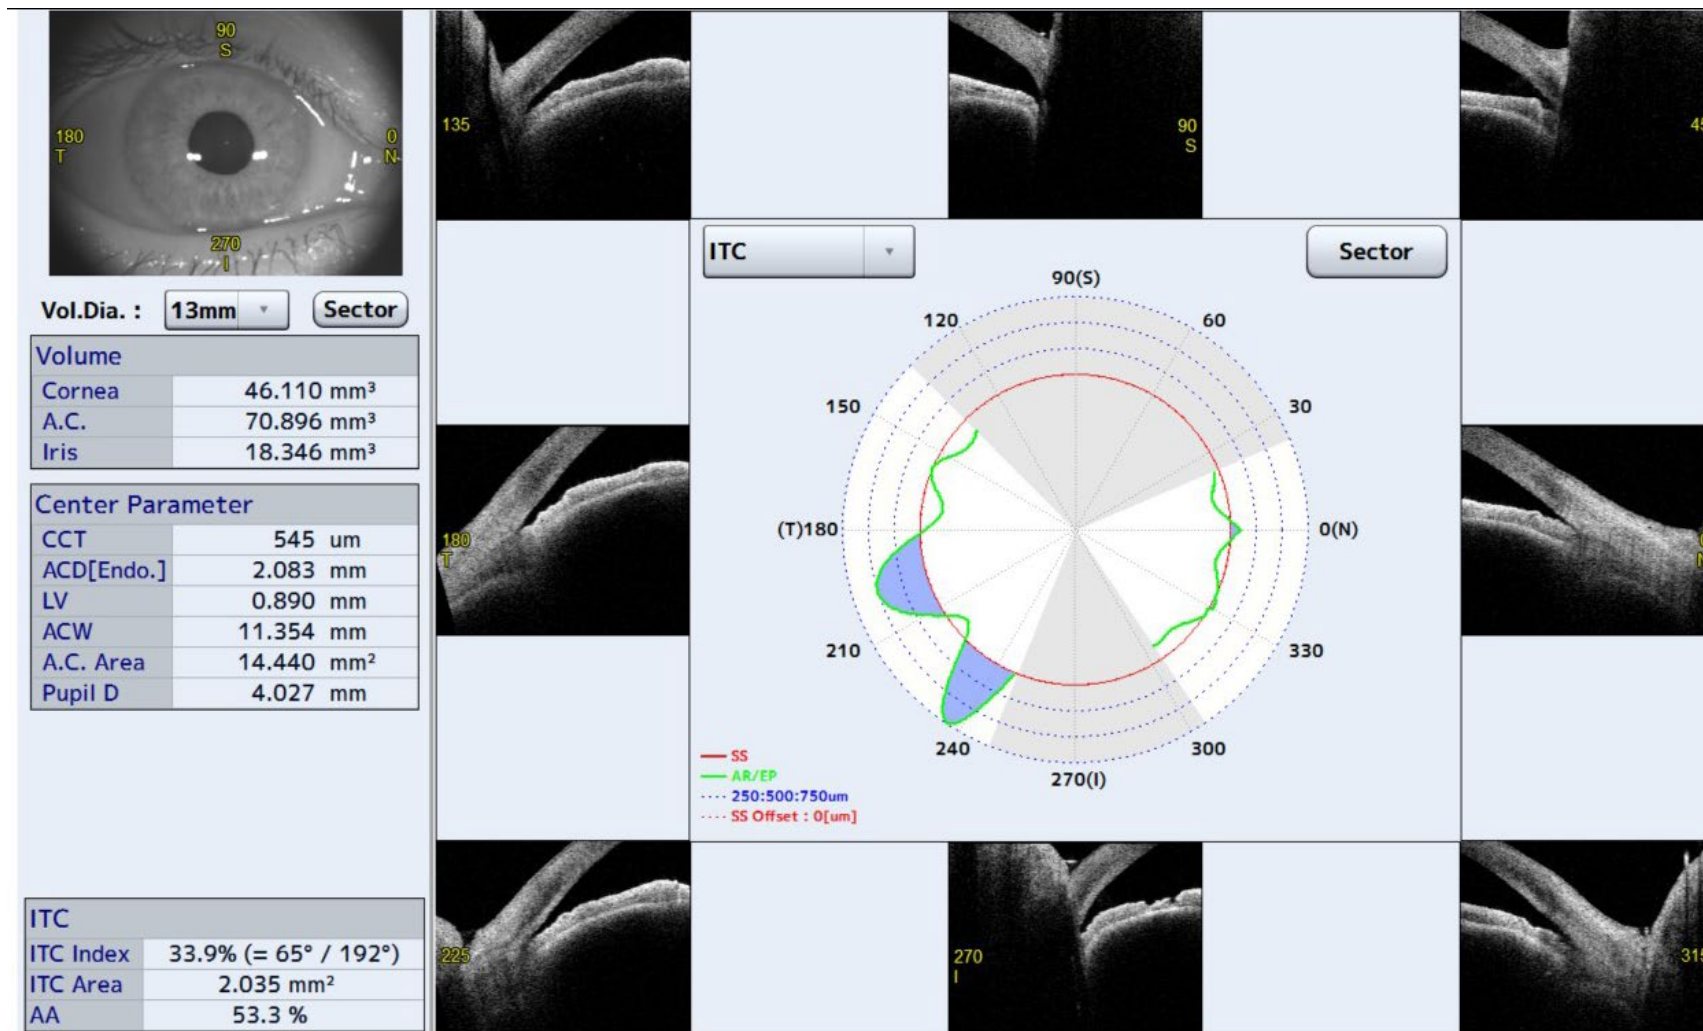 90
S
180
T
0
N
270
I
Vol.Dia. :
13mm
Sector
Volume
Cornea 46.110 mm³
A.C. 70.896 mm³
Iris 18.346 mm³
Center Parameter
CCT 545 um
ACD[Endo.] 2.083 mm
LV 0.890 mm
ACW 11.354 mm
A.C. Area 14.440 mm²
Pupil D 4.027 mm
ITC
ITC Index 33.9% (= 65° / 192°)
ITC Area 2.035 mm²
AA 53.3 %
135
90
S
180
T
225
270
I
315
ITC
Sector
90(S)
120
60
150
30
(T)180
0(N)
210
330
240
300
270(I)
SS
AR/EP
250:500:750um
SS Offset : 0[um]